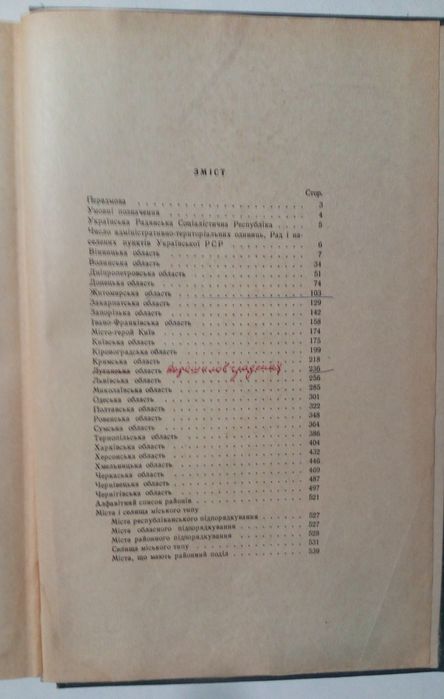 ЗМІСТ
Стор.
Передмова . . . . . . . . . . 3
Умовні позначення . . . . . . . . . . 4
Українська Радянська Соціалістична Республіка . . . . 5
Число адміністративно-територіальних одиниць, Рад і на-
селених пунктів Української РСР . . . . . . . . 6
Вінницька область . . . . . . . . . . 7
Волинська область . . . . . . . . . . 34
Дніпропетровська область . . . . . . . . . . 51
Донецька область . . . . . . . . . . 74
Житомирська область . . . . . . . . . . 103
Закарпатська область . . . . . . . . . . 129
Запорізька область . . . . . . . . . . 142
Івано-Франківська область . . . . . . . . . . 158
Місто-герой Київ . . . . . . . . . . 174
Київська область . . . . . . . . . . 175
Кіровоградська область . . . . . . . . . . 199
Кримська область . . . . . . . . . . 218
Луганська область Ворошиловградская 236
Львівська область . . . . . . . . . . 256
Миколаївська область . . . . . . . . . . 285
Одеська область . . . . . . . . . . 301
Полтавська область . . . . . . . . . . 322
Ровенська область . . . . . . . . . . 348
Сумська область . . . . . . . . . . 364
Тернопільська область . . . . . . . . . . 386
Харківська область . . . . . . . . . . 404
Херсонська область . . . . . . . . . . 432
Хмельницька область . . . . . . . . . . 446
Черкаська область . . . . . . . . . . 469
Чернівецька область . . . . . . . . . . 487
Чернігівська область . . . . . . . . . . 497
Алфавітний список районів . . . . . . . . . . 521
Міста і селища міського типу
Міста республіканського підпорядкування . . . . . . 527
Міста обласного підпорядкування . . . . . . . . 527
Міста районного підпорядкування . . . . . . . . 528
Селища міського типу . . . . . . . . . . 531
Міста, що мають районний поділ . . . . . . . . 539